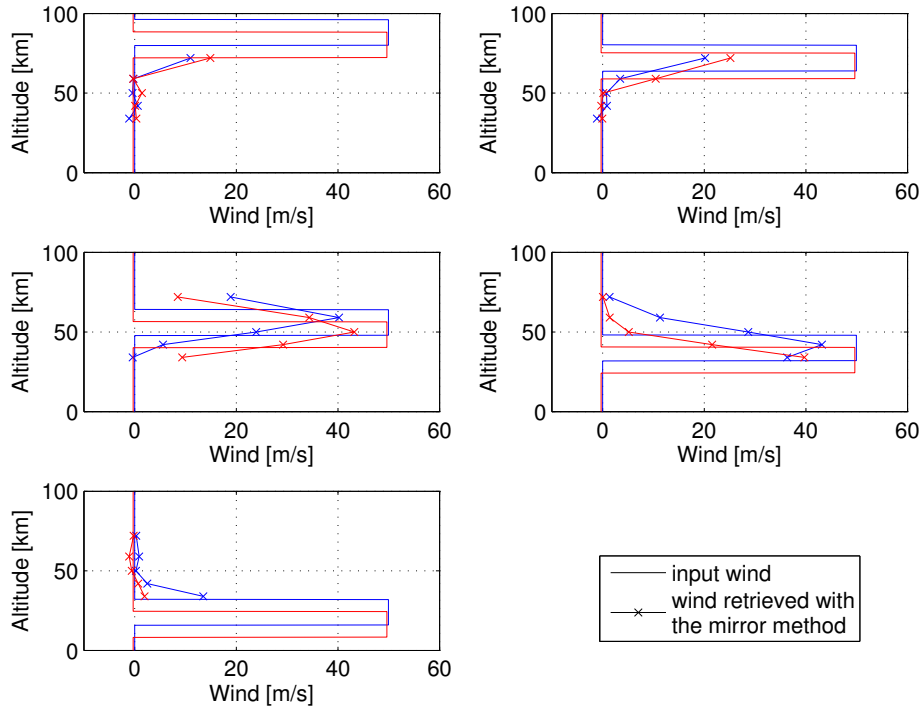 100
50
0
Altitude [km]
0 20 40 60
Wind [m/s]
100
50
0
Altitude [km]
0 20 40 60
Wind [m/s]
100
50
0
Altitude [km]
0 20 40 60
Wind [m/s]
100
50
0
Altitude [km]
0 20 40 60
Wind [m/s]
100
50
0
Altitude [km]
0 20 40 60
Wind [m/s]
input wind
wind retrieved with
the mirror method